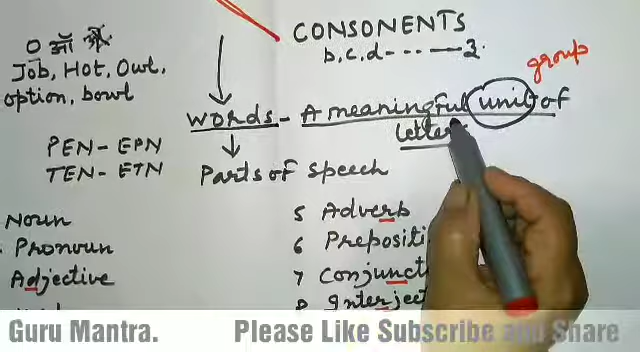 CONSONENTS
b.c.d - - - — z.
group
O ऑ
Job, Hot, Owl,
option, bowl
words - A meaningful unit of
letter
PEN - EPN
TEN - ETN
Parts of Speech
Noun
Pronoun
Adjective
5 Adverb
6 Prepositi
7 Conjunct
8 Interject
Guru Mantra. Please Like Subscribe and Share